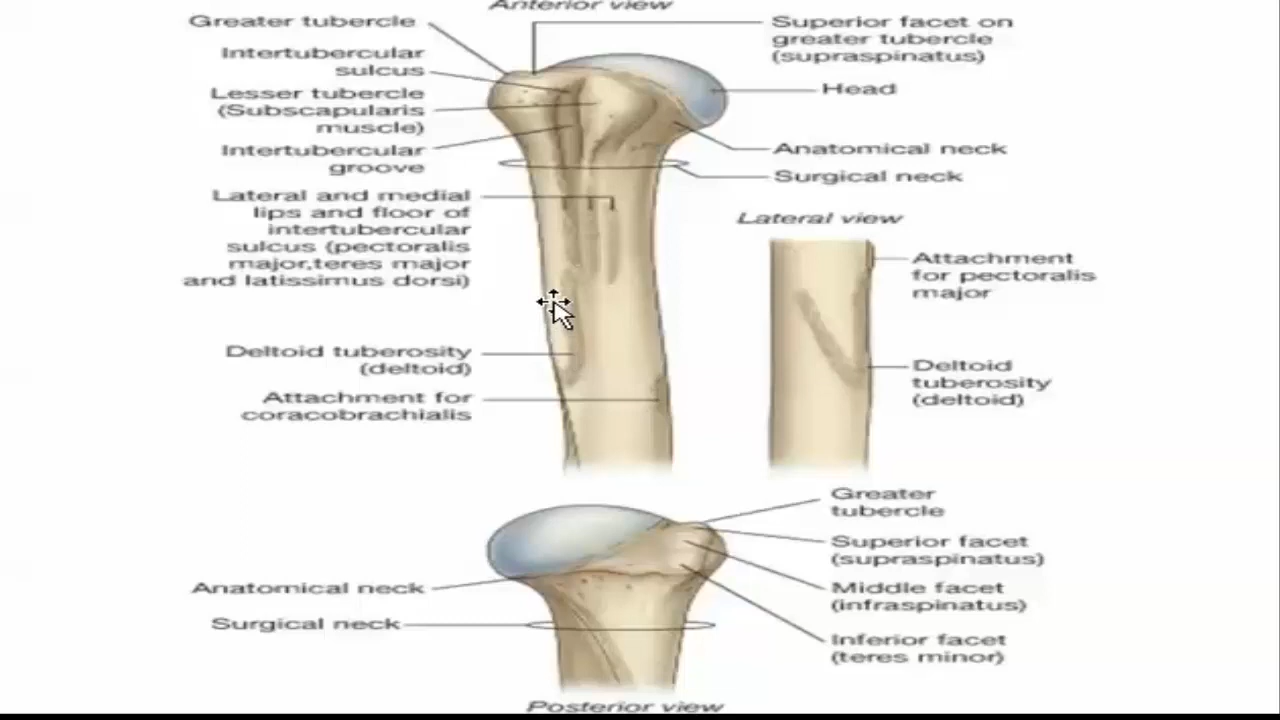 Anterior view
Greater tubercle
Intertubercular
sulcus
Lesser tubercle
(Subscapularis
muscle)
Intertubercular
groove
Lateral and medial
lips and floor of
intertubercular
sulcus (pectoralis
major,teres major
and latissimus dorsi)
Deltoid tuberosity
(deltoid)
Attachment for
coracobrachialis
Superior facet on
greater tubercle
(supraspinatus)
Head
Anatomical neck
Surgical neck
Lateral view
Attachment
for pectoralis
major
Deltoid
tuberosity
(deltoid)
Anatomical neck
Surgical neck
Greater
tubercle
Superior facet
(supraspinatus)
Middle facet
(infraspinatus)
Inferior facet
(teres minor)
Posterior view